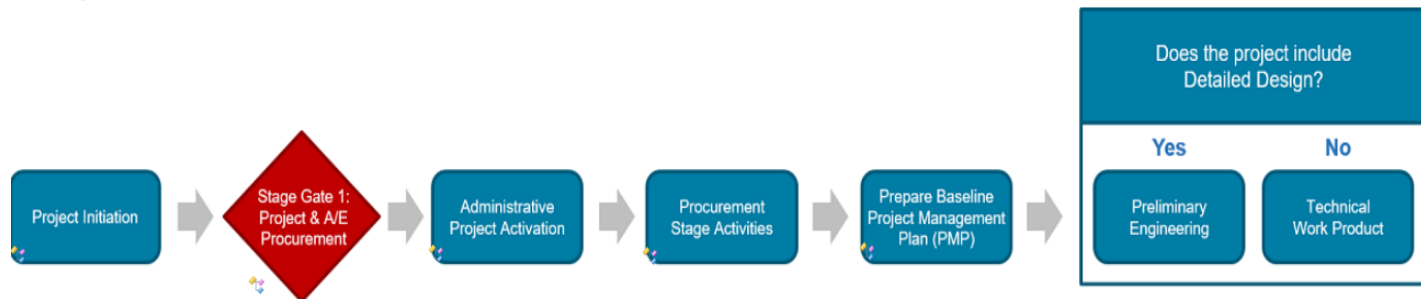 Project Initiation
Stage Gate 1:
Project & A/E
Procurement
Administrative
Project Activation
Procurement
Stage Activities
Prepare Baseline
Project Management
Plan (PMP)
Does the project include
Detailed Design?
Yes
No
Preliminary
Engineering
Technical
Work Product